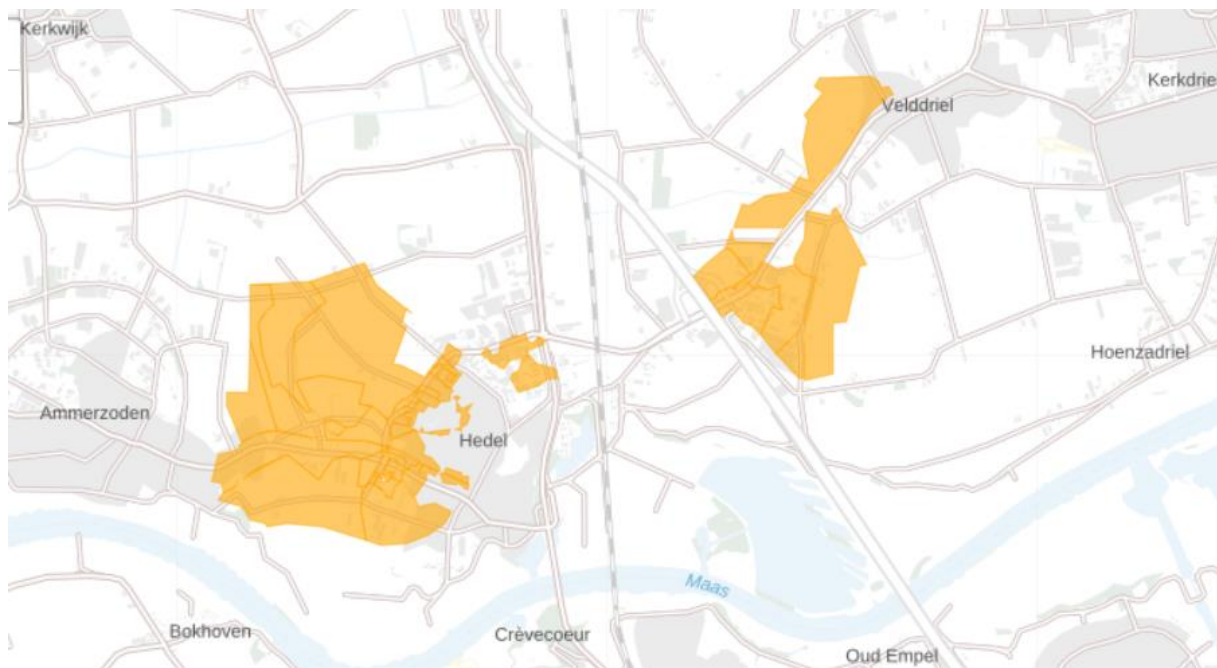 Kerkwijk
Kerkdrie
Velddriel
Hoenzadriel
Ammerzoden
Hedel
Maas
Bokhoven
Crèvecoeur
Oud Empel